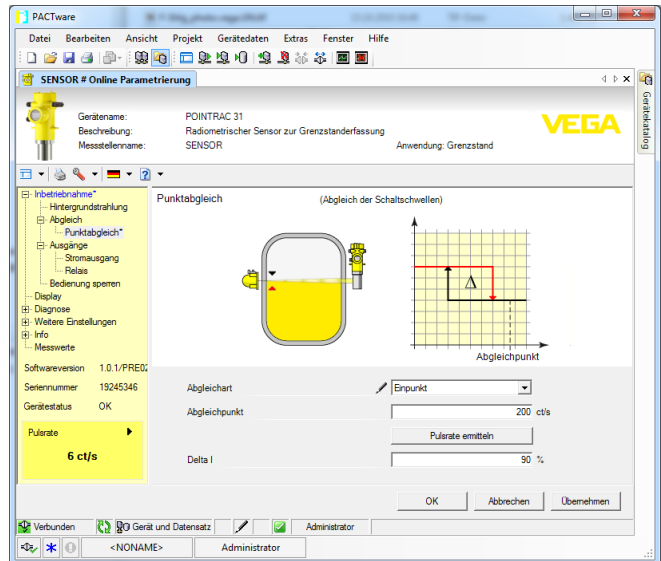 PACTware
Datei Bearbeiten Ansicht Projekt Gerätedaten Extras Fenster Hilfe
SENSOR # Online Parametrierung
Gerätekatalog
Gerätename: POINTRAC 31
Beschreibung: Radiometrischer Sensor zur Grenzstanderfassung
Messstellenname: SENSOR Anwendung: Grenzstand
VEGA
Inbetriebnahme*
Hintergrundstrahlung
Abgleich
Punktabgleich*
Ausgänge
Stromausgang
Relais
Bedienung sperren
Display
Diagnose
Weitere Einstellungen
Info
Messwerte
Softwareversion 1.0.1/PRE02
Seriennummer 19245346
Gerätestatus OK
Pulsrate
6 ct/s
Punktabgleich (Abgleich der Schaltschwellen)
Δ
Abgleichpunkt
Abgleichart Einpunkt
Abgleichpunkt 200 ct/s
Pulsrate ermitteln
Delta I 90 %
OK Abbrechen Übernehmen
Verbunden Gerät und Datensatz Administrator
<NONAME> Administrator